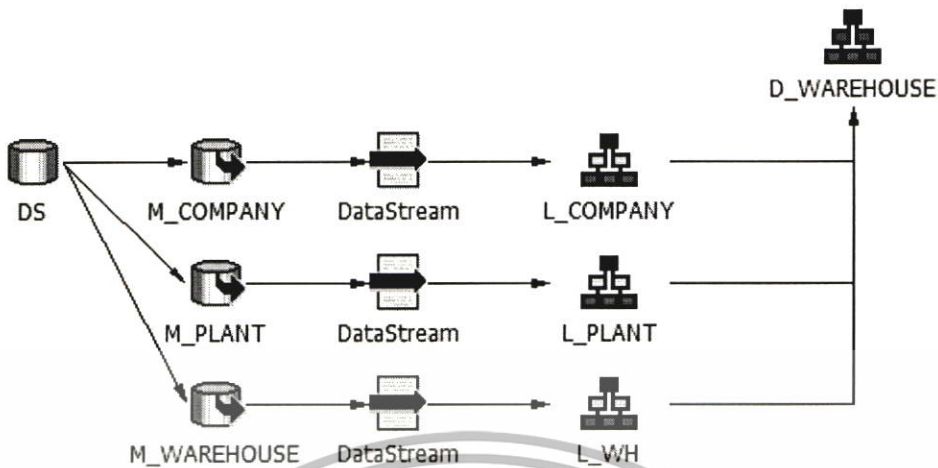 D_WAREHOUSE
DS
M_COMPANY
DataStream
L_COMPANY
M_PLANT
DataStream
L_PLANT
M_WAREHOUSE
DataStream
L_WH